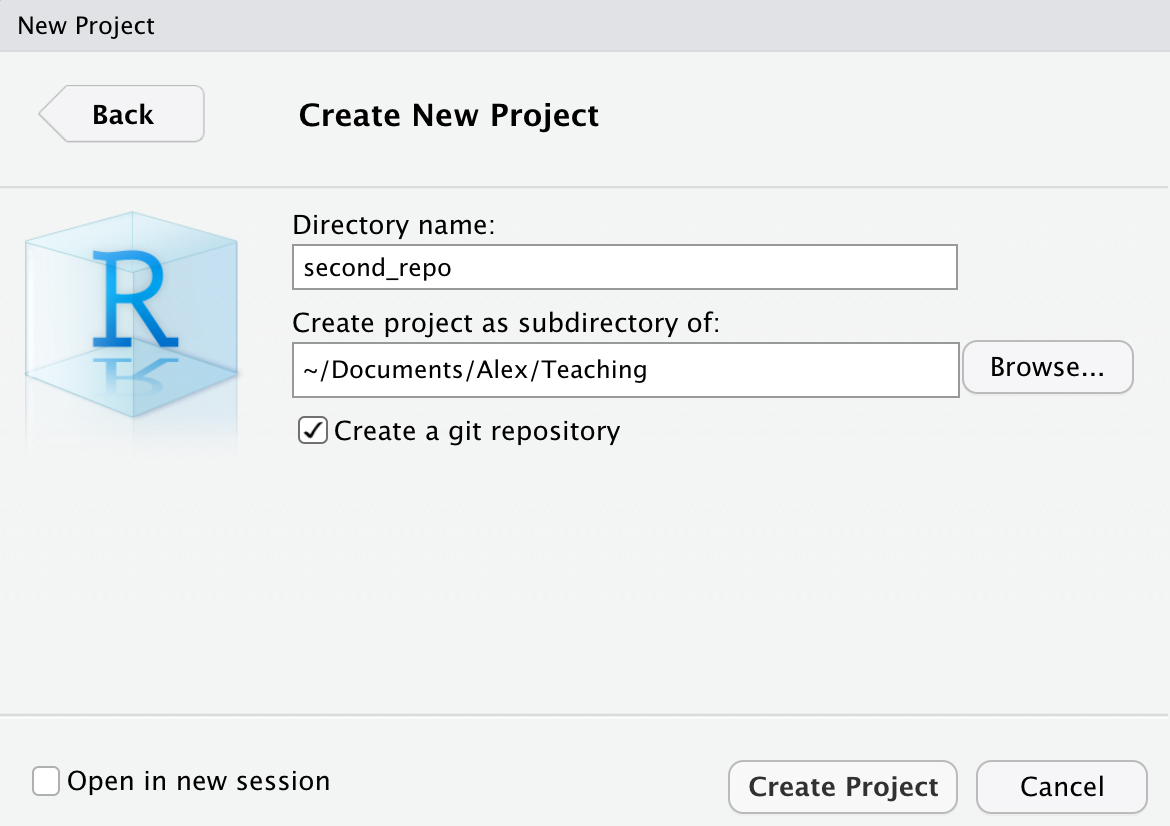 New Project
Back
Create New Project
R
Directory name:
second_repo
Create project as subdirectory of:
~/Documents/Alex/Teaching
Browse...
Create a git repository
Open in new session
Create Project
Cancel